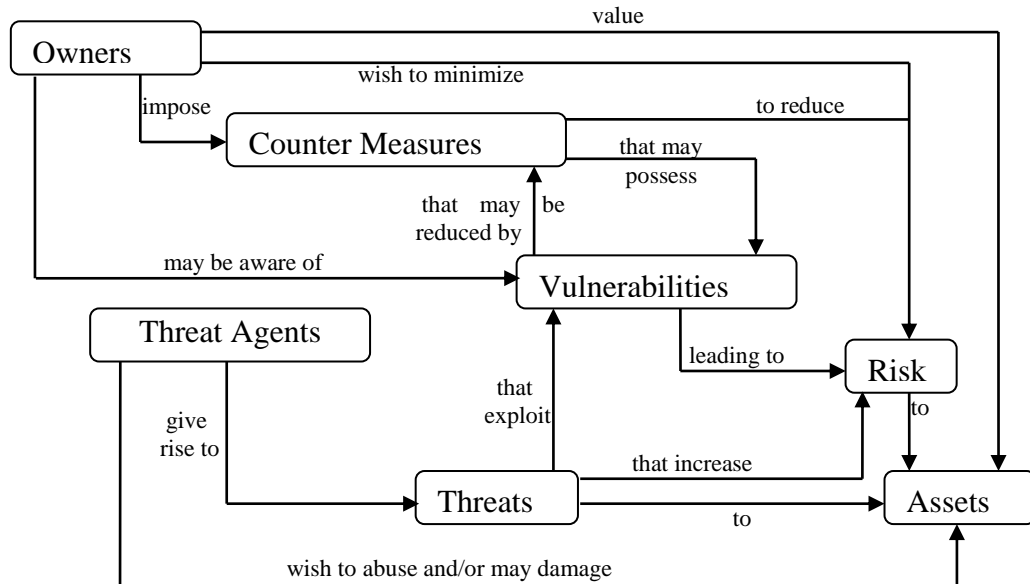 value
Owners
wish to minimize
impose
to reduce
Counter Measures
that may
possess
that may be
reduced by
may be aware of
Vulnerabilities
Threat Agents
leading to
Risk
that
exploit
to
give
rise to
that increase
Threats
Assets
to
wish to abuse and/or may damage